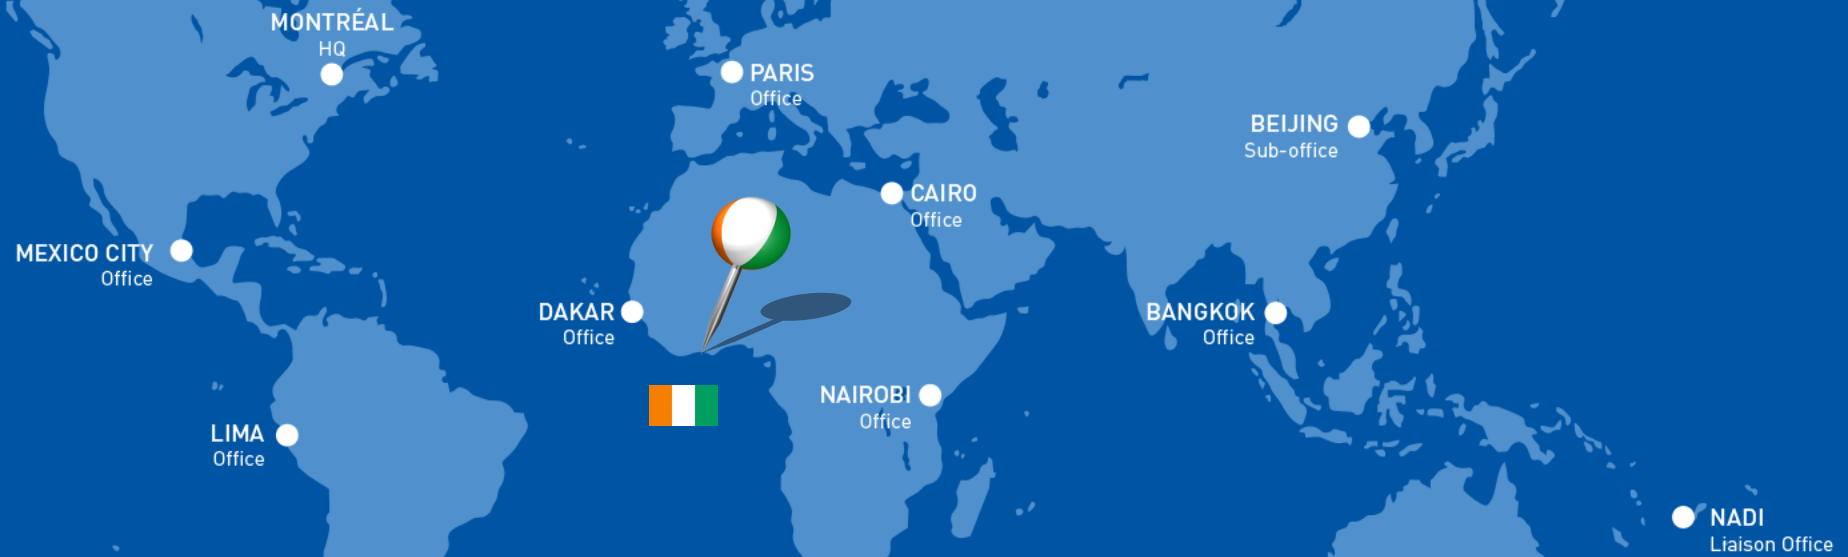 MONTRÉAL
HQ
PARIS
Office
BEIJING
Sub-office
CAIRO
Office
MEXICO CITY
Office
DAKAR
Office
BANGKOK
Office
NAIROBI
Office
LIMA
Office
NADI
Liaison Office